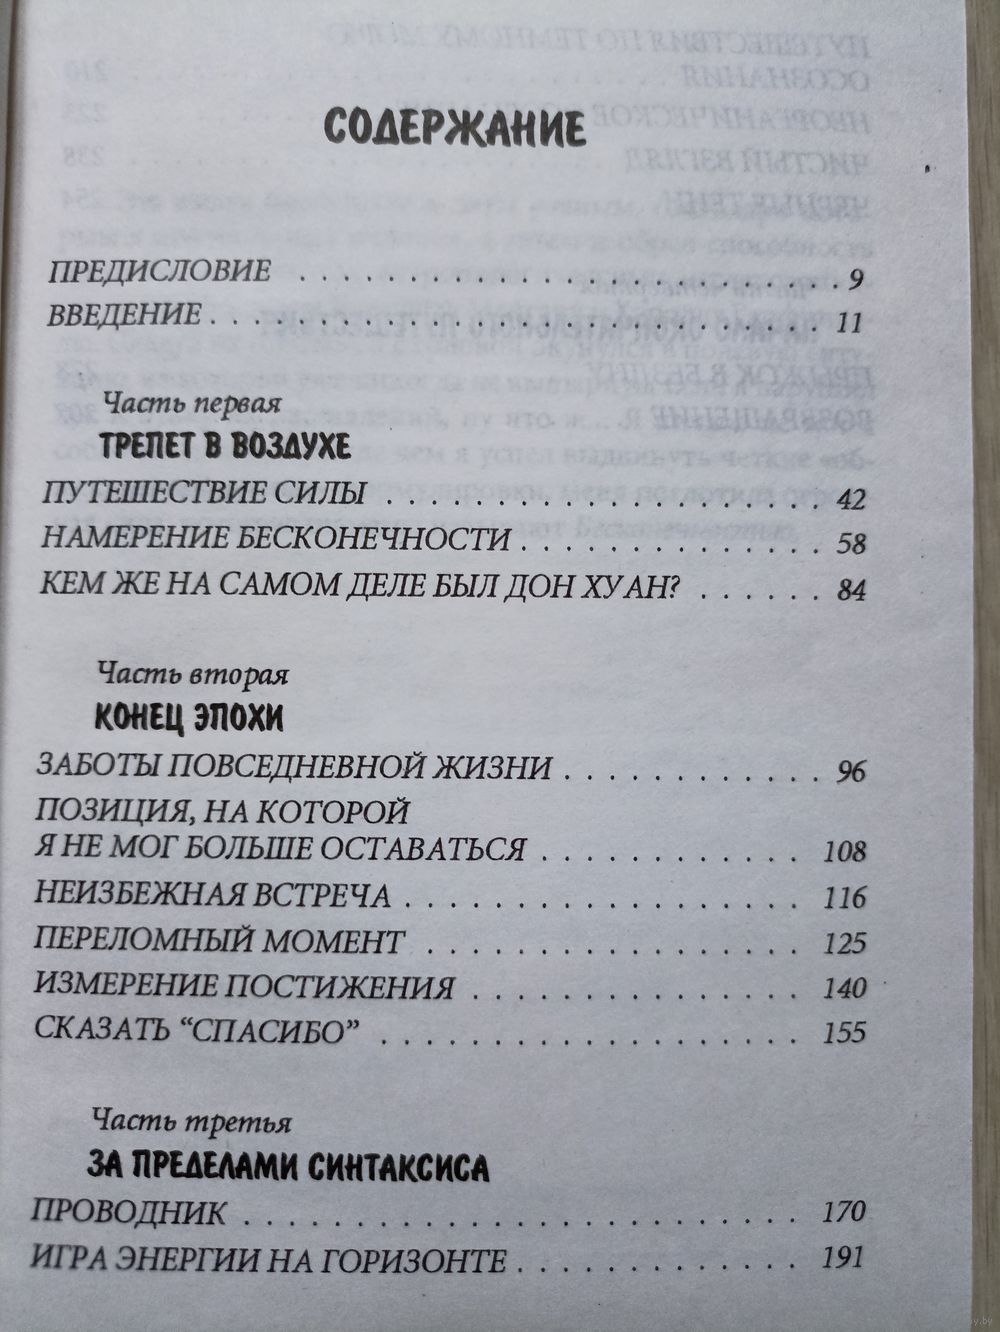 СОДЕРЖАНИЕ
ПРЕДИСЛОВИЕ . . . . . . . . . . . . . . . . . . . . . . . . 9
ВВЕДЕНИЕ . . . . . . . . . . . . . . . . . . . . . . . . . . 11
Часть первая
ТРЕПЕТ В ВОЗДУХЕ
ПУТЕШЕСТВИЕ СИЛЫ . . . . . . . . . . . . . . . . . . . 42
НАМЕРЕНИЕ БЕСКОНЕЧНОСТИ . . . . . . . . . . . . . . 58
КЕМ ЖЕ НА САМОМ ДЕЛЕ БЫЛ ДОН ХУАН? . . . . . . 84
Часть вторая
КОНЕЦ ЭПОХИ
ЗАБОТЫ ПОВСЕДНЕВНОЙ ЖИЗНИ . . . . . . . . . . . . 96
ПОЗИЦИЯ, НА КОТОРОЙ
Я НЕ МОГ БОЛЬШЕ ОСТАВАТЬСЯ . . . . . . . . . . . . 108
НЕИЗБЕЖНАЯ ВСТРЕЧА . . . . . . . . . . . . . . . . . . 116
ПЕРЕЛОМНЫЙ МОМЕНТ . . . . . . . . . . . . . . . . . 125
ИЗМЕРЕНИЕ ПОСТИЖЕНИЯ . . . . . . . . . . . . . . . 140
СКАЗАТЬ “СПАСИБО” . . . . . . . . . . . . . . . . . . . 155
Часть третья
ЗА ПРЕДЕЛАМИ СИНТАКСИСА
ПРОВОДНИК . . . . . . . . . . . . . . . . . . . . . . . . . 170
ИГРА ЭНЕРГИИ НА ГОРИЗОНТЕ . . . . . . . . . . . . . 191